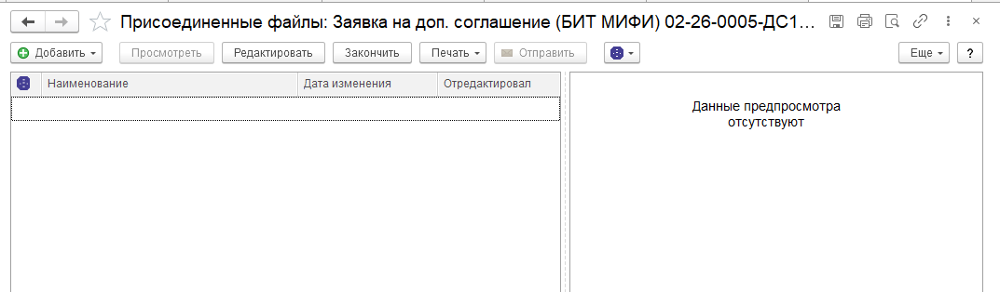 Присоединенные файлы: Заявка на доп. соглашение (БИТ МИФИ) 02-26-0005-ДС1...
Добавить Просмотреть Редактировать Закончить Печать Отправить Еще ?
Наименование Дата изменения Отредактировал
Данные предпросмотра
отсутствуют